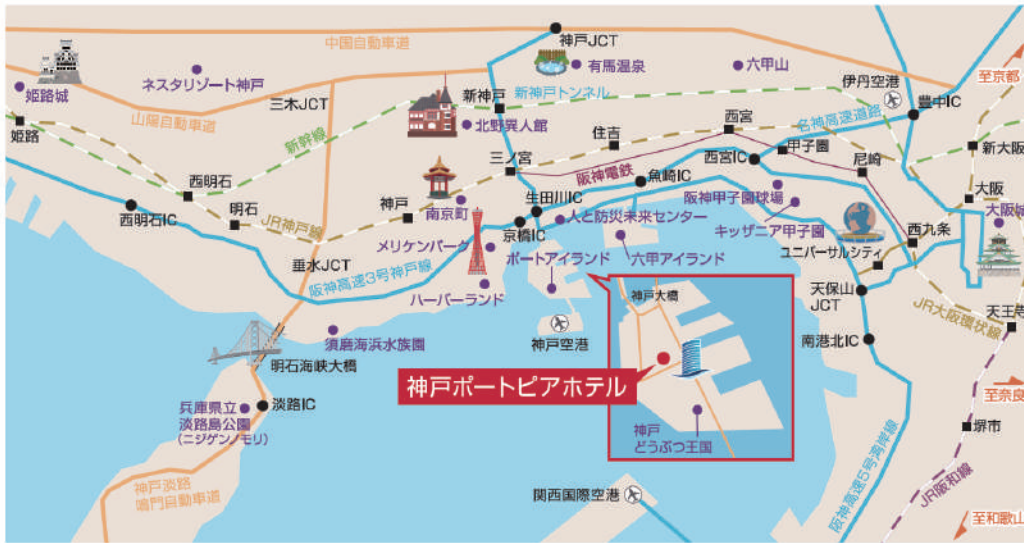 中国自動車道
神戸JCT
姫路城
ネスタリゾート神戸
有馬温泉
六甲山
至京都
伊丹空港
三木JCT
新神戸
新神戸トンネル
豊中IC
山陽自動車道
姫路
新幹線
北野異人館
住吉
西宮
名神高速道路
甲子園
新大阪
三ノ宮
阪神電鉄
西宮IC
尼崎
西明石
魚崎IC
大阪
西明石IC
明石
神戸
南京町
生田川IC
阪神甲子園球場
JR神戸線
京橋IC
人と防災未来センター
キッザニア甲子園
大阪城
メリケンパーク
ポートアイランド
六甲アイランド
ユニバーサルシティ
西九条
垂水JCT
阪神高速3号神戸線
ハーバーランド
神戸大橋
天保山
JCT
JR大阪環状線
天王寺
須磨海浜水族園
神戸空港
南港北IC
明石海峡大橋
神戸ポートピアホテル
至奈良
兵庫県立
淡路島公園
(ニジゲンノモリ)
淡路IC
神戸
どうぶつ王国
堺市
阪神高速5号湾岸線
JR阪和線
神戸淡路
鳴門自動車道
関西国際空港
至和歌山